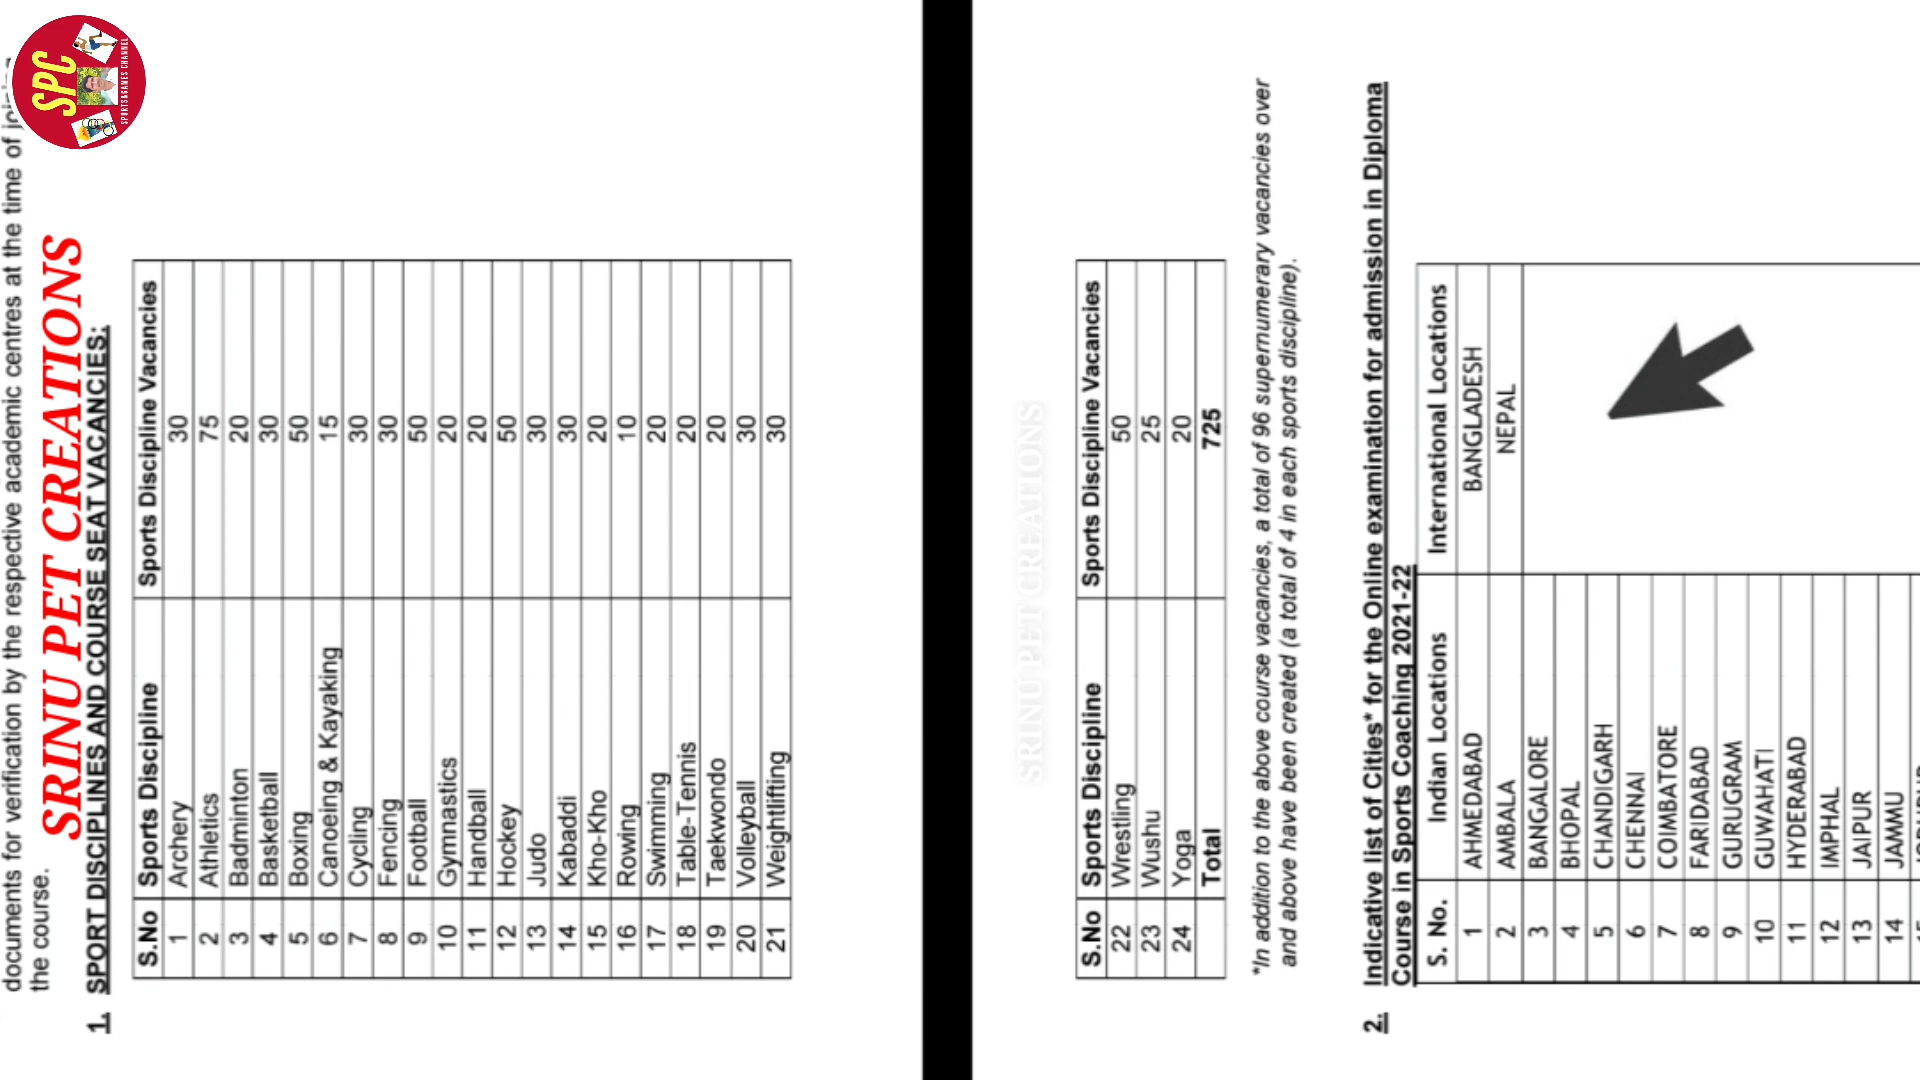 SPC
SPORTS&GAMES CHANNEL
SRINU PET CREATIONS
documents for verification by the respective academic centres at the time of joining
the course.
1. SPORT DISCIPLINES AND COURSE SEAT VACANCIES:
S.No Sports Discipline Sports Discipline Vacancies
1 Archery 30
2 Athletics 75
3 Badminton 20
4 Basketball 30
5 Boxing 50
6 Canoeing & Kayaking 15
7 Cycling 30
8 Fencing 30
9 Football 50
10 Gymnastics 20
11 Handball 20
12 Hockey 50
13 Judo 30
14 Kabaddi 30
15 Kho-Kho 20
16 Rowing 10
17 Swimming 20
18 Table-Tennis 20
19 Taekwondo 20
20 Volleyball 30
21 Weightlifting 30
SRINU PET CREATIONS
S.No Sports Discipline Sports Discipline Vacancies
22 Wrestling 50
23 Wushu 25
24 Yoga 20
Total 725
*In addition to the above course vacancies, a total of 96 supernumerary vacancies over
and above have been created (a total of 4 in each sports discipline).
2. Indicative list of Cities* for the Online examination for admission in Diploma
Course in Sports Coaching 2021-22
S. No. Indian Locations International Locations
1 AHMEDABAD BANGLADESH
2 AMBALA NEPAL
3 BANGALORE
4 BHOPAL
5 CHANDIGARH
6 CHENNAI
7 COIMBATORE
8 FARIDABAD
9 GURUGRAM
10 GUWAHATI
11 HYDERABAD
12 IMPHAL
13 JAIPUR
14 JAMMU